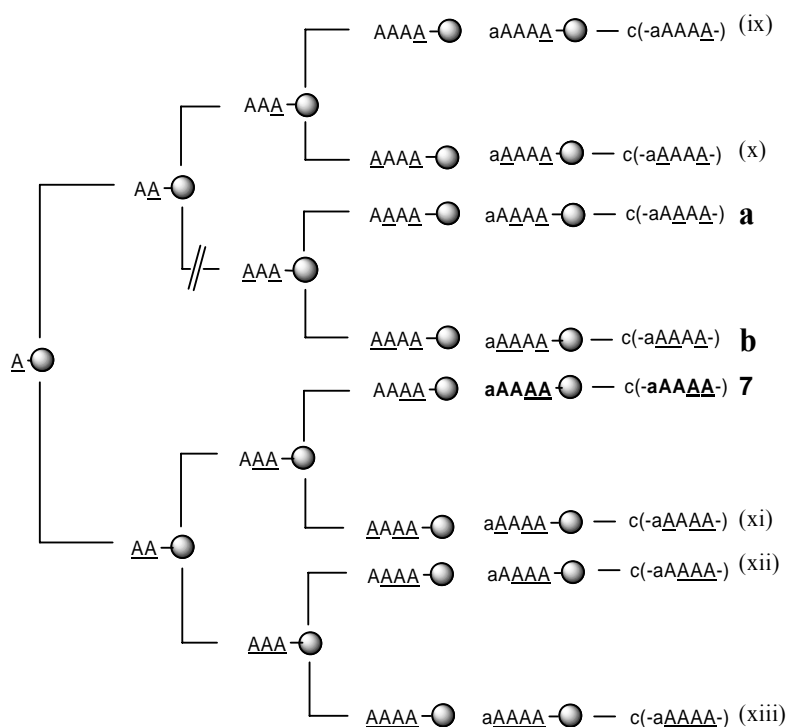 AAAA aAAAA c(-aAAAA-) (ix)
AAA
AAAA aAAAA c(-aAAAA-) (x)
AA
AAAA aAAAA c(-aAAAA-) a
AAA
AAAA aAAAA c(-aAAAA-) b
A
AAAA aAAAA c(-aAAAA-) 7
AAA
AAAA aAAAA c(-aAAAA-) (xi)
AA
AAAA aAAAA c(-aAAAA-) (xii)
AAA
AAAA aAAAA c(-aAAAA-) (xiii)